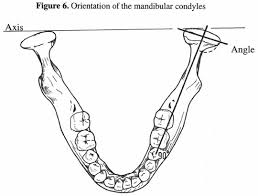 Figure 6. Orientation of the mandibular condyles
Axis
Angle
90°